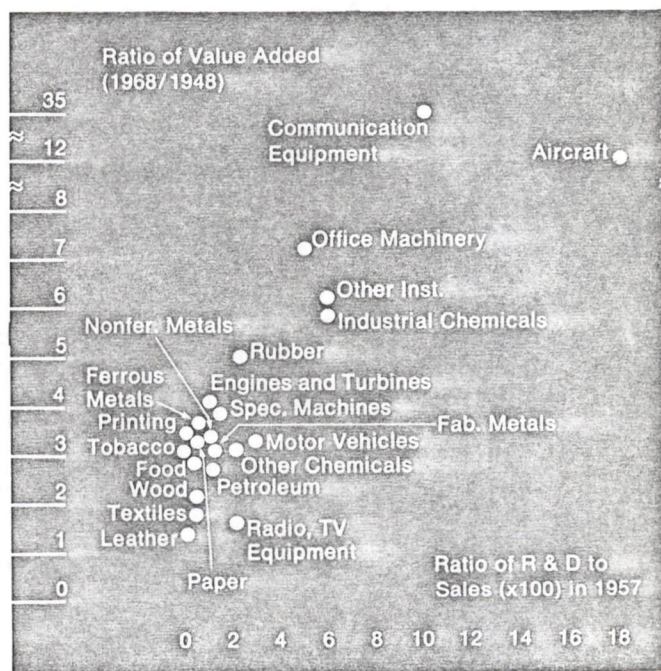 Ratio of Value Added
(1968/1948)
35
Communication
Equipment
12
Aircraft
8
Office Machinery
7
Other Inst.
6
Industrial Chemicals
Nonfer. Metals
5
Rubber
Ferrous
Metals
Engines and Turbines
4
Spec. Machines
Printing
Fab. Metals
Tobacco
Motor Vehicles
3
Food
Other Chemicals
Wood
Petroleum
2
Textiles
Leather
Radio, TV
Equipment
1
Paper
Ratio of R & D to
Sales (x100) in 1957
0
0 2 4 6 8 10 12 14 16 18